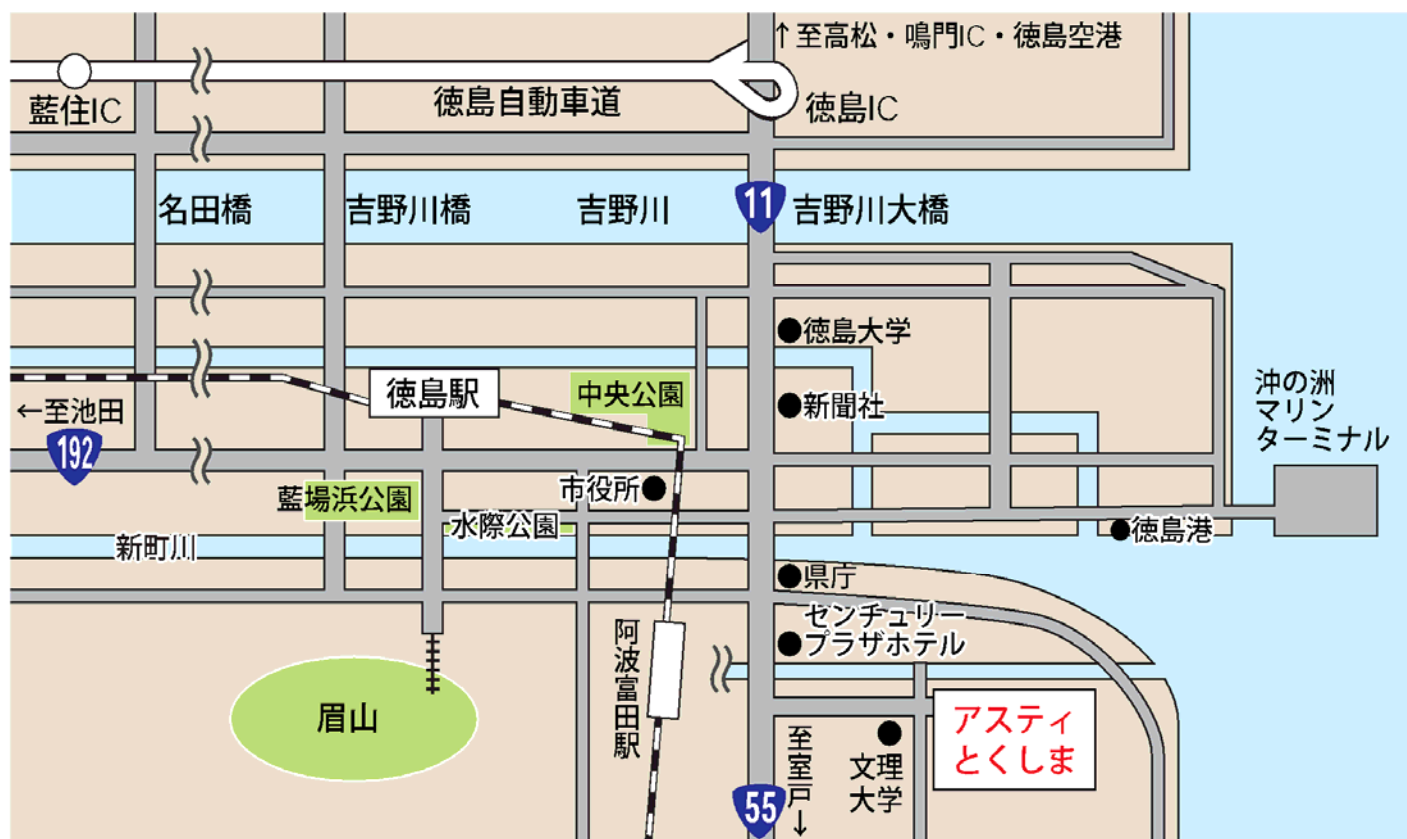 ↑至高松・鳴門IC・徳島空港
藍住IC
徳島自動車道
徳島IC
名田橋
吉野川橋
吉野川
11
吉野川大橋
徳島大学
徳島駅
中央公園
新聞社
←至池田
192
沖の洲
マリン
ターミナル
藍場浜公園
市役所
水際公園
徳島港
新町川
県庁
センチュリー
プラザホテル
阿波富田駅
眉山
アスティ
とくしま
至室戸↓
文理
大学
55